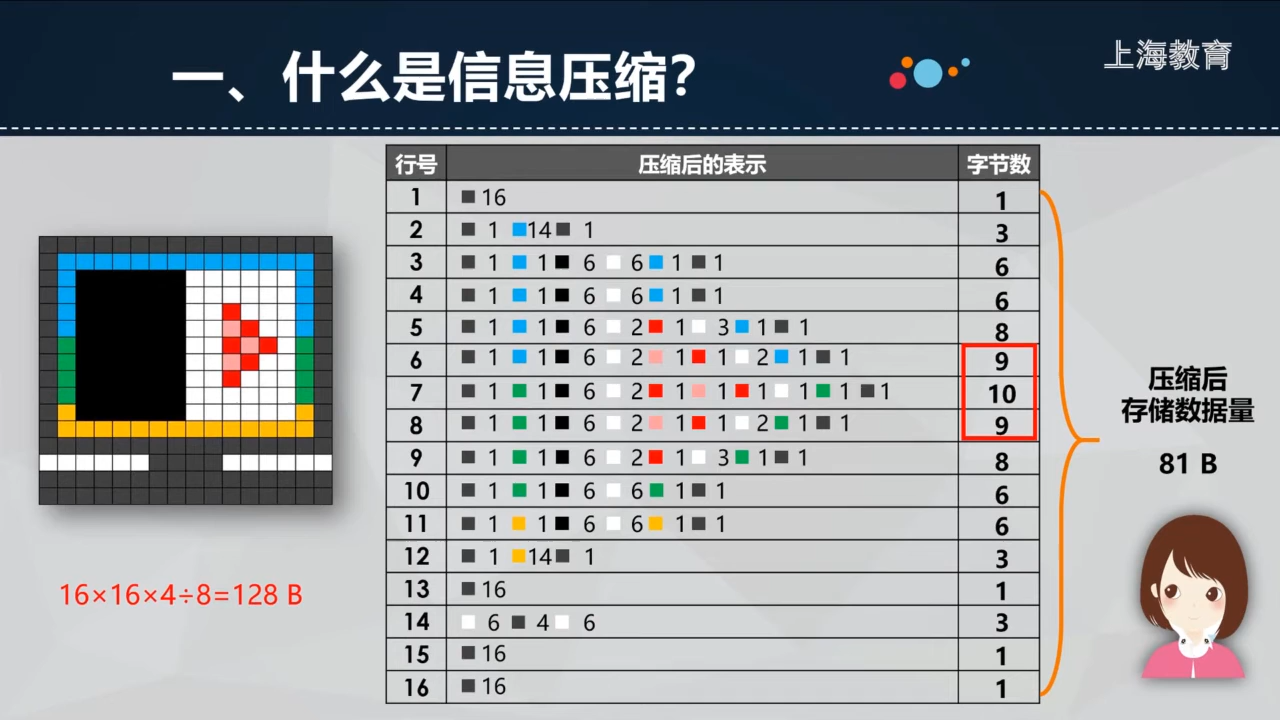 一、什么是信息压缩?
上海教育
行号 压缩后的表示 字节数
1 16 1
2 1 14 1 3
3 1 1 6 6 1 1 6
4 1 1 6 6 1 1 6
5 1 1 6 2 1 3 1 1 8
6 1 1 6 2 1 1 2 1 1 9
7 1 1 6 2 1 1 1 1 1 1 10
8 1 1 6 2 1 1 2 1 1 9
9 1 1 6 2 1 3 1 1 8
10 1 1 6 6 1 1 6
11 1 1 6 6 1 1 6
12 1 14 1 3
13 16 1
14 6 4 6 3
15 16 1
16 16 1
16×16×4÷8=128 B
压缩后
存储数据量
81 B